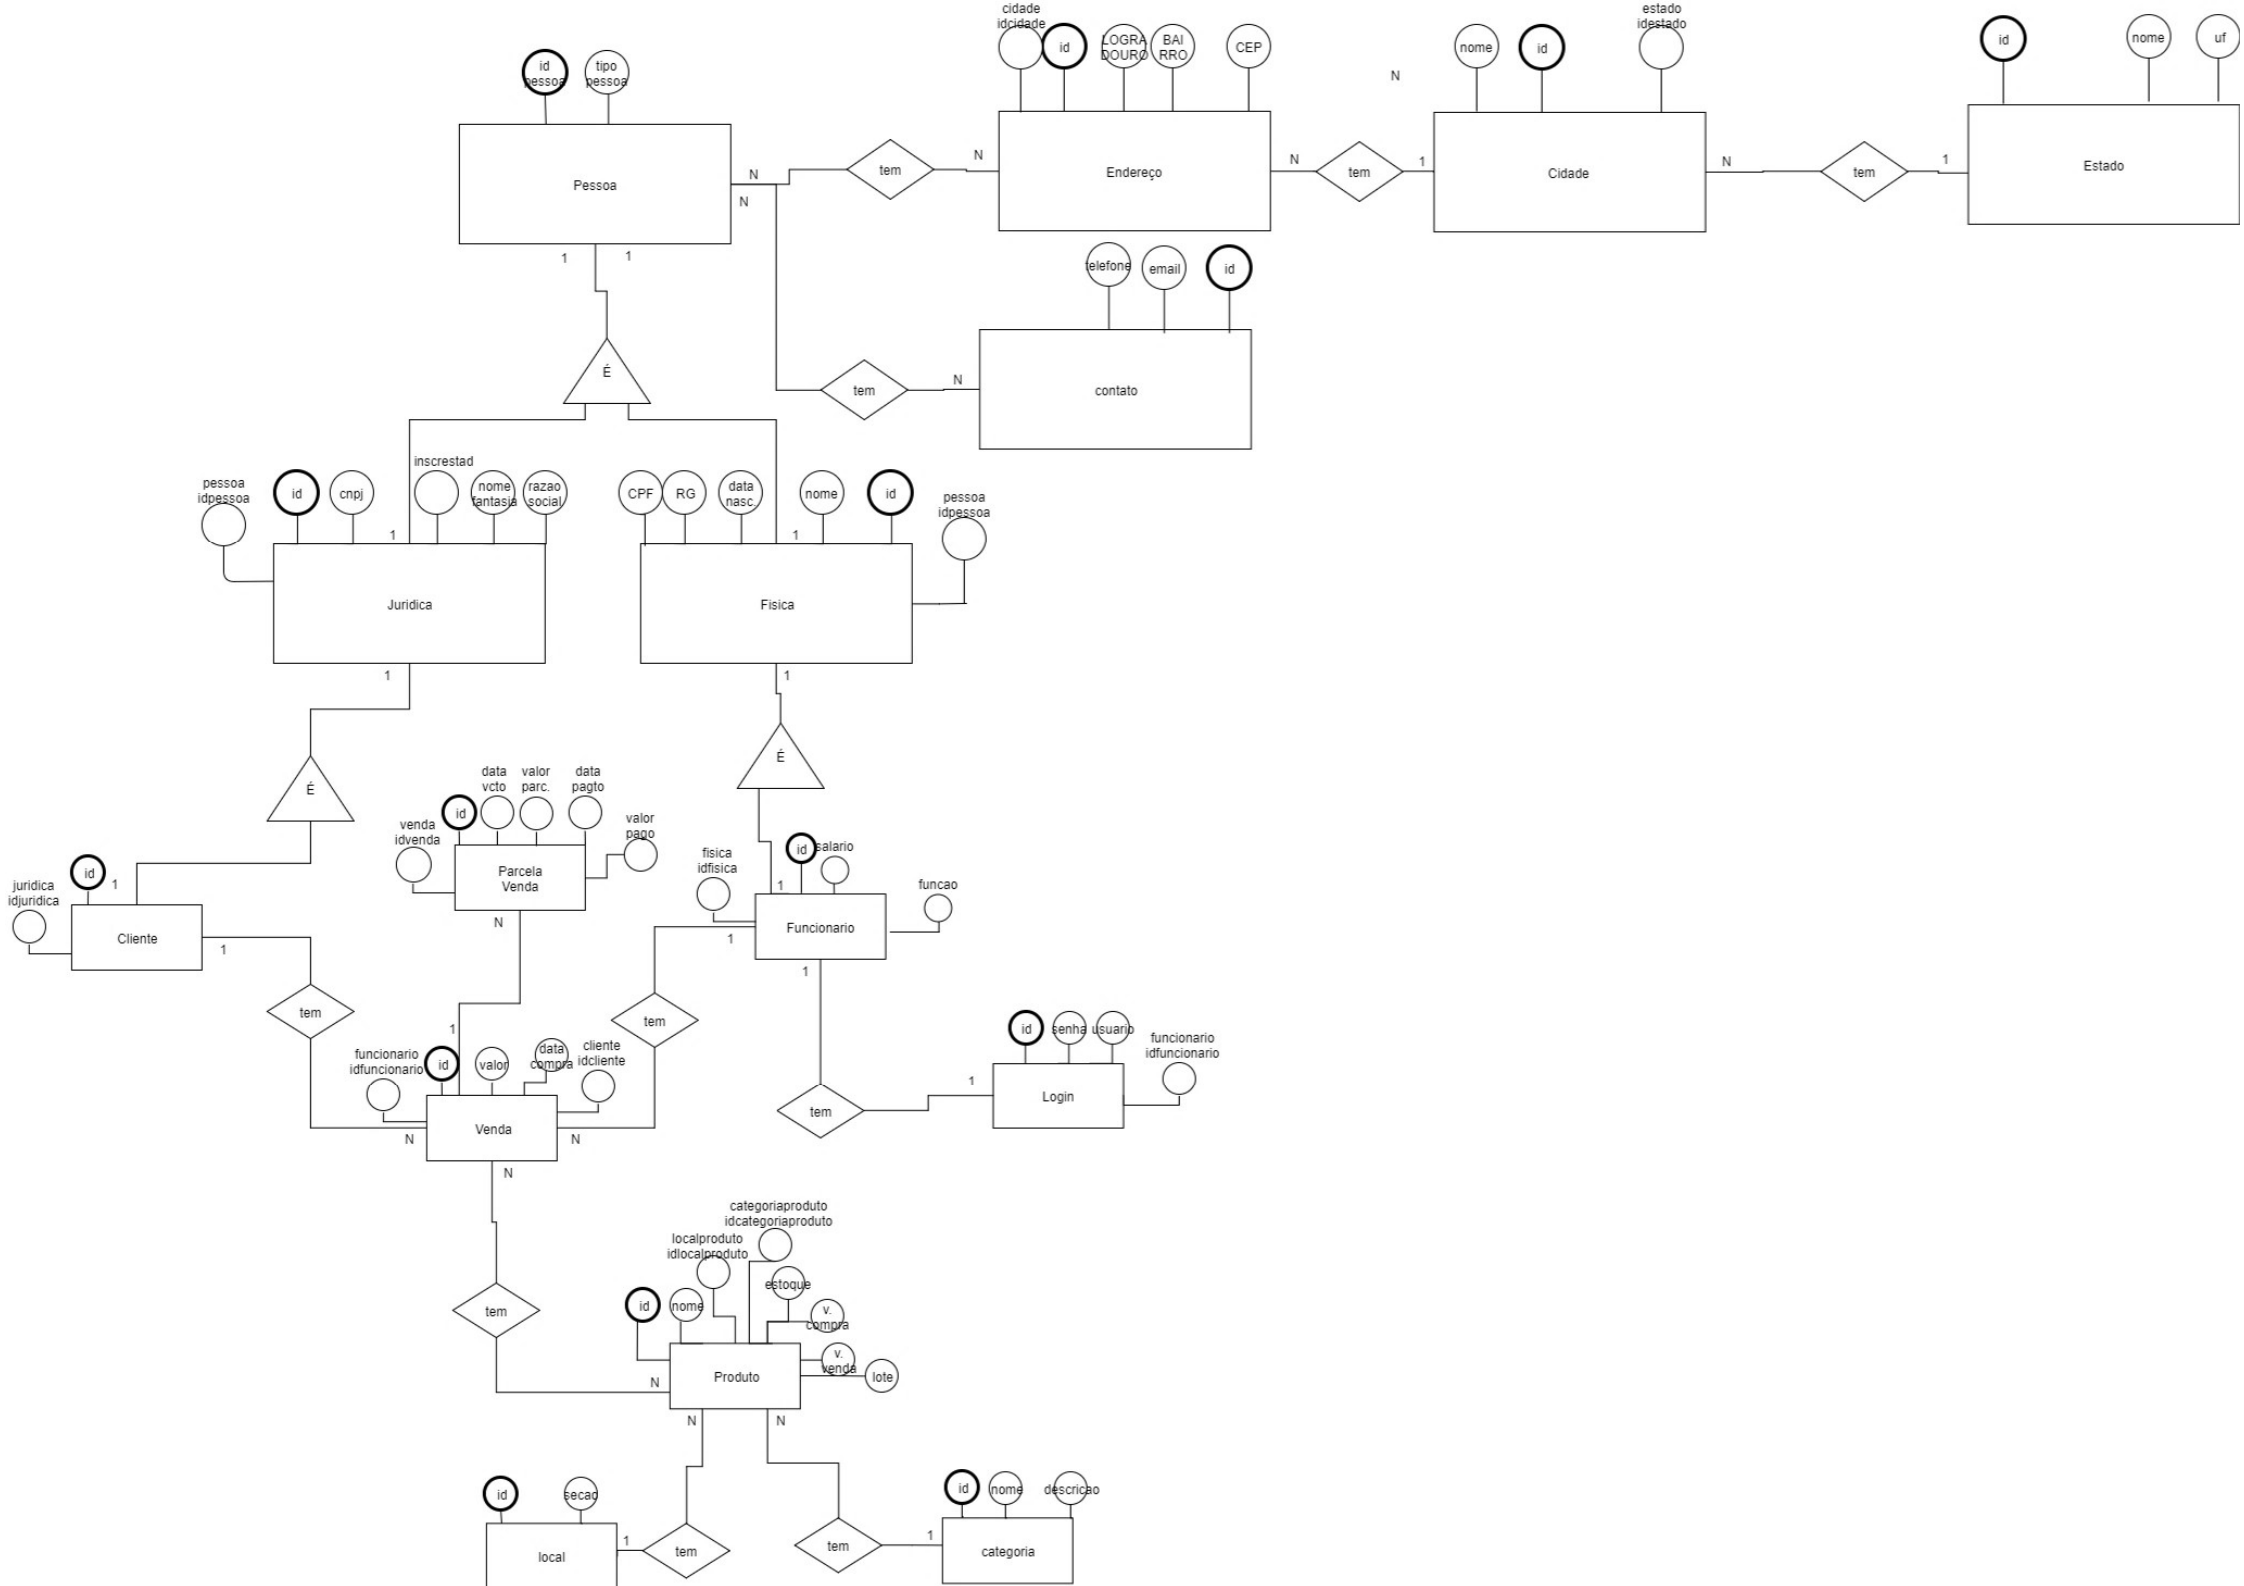 cidade
idcidade
estado
idestado
id
pessoa
tipo
pessoa
id
LOGRA
DOURO
BAI
RRO
CEP
N
nome
id
id
nome
uf
Pessoa
N
N
tem
N
Endereço
N
tem
1
Cidade
N
tem
1
Estado
1
1
telefone
email
id
É
tem
N
contato
pessoa
idpessoa
id
cnpj
inscrestad
nome
fantasia
razao
social
CPF
RG
data
nasc.
nome
id
pessoa
idpessoa
1
1
Juridica
Fisica
1
1
É
É
data
vcto
valor
parc.
data
pagto
id
venda
idvenda
valor
pago
Parcela
Venda
N
juridica
idjuridica
id
1
Cliente
1
fisica
idfisica
id
salario
funcao
1
Funcionario
1
1
tem
tem
1
funcionario
idfuncionario
id
valor
data
compra
cliente
idcliente
N
Venda
N
N
id
senha
usuario
funcionario
idfuncionario
tem
1
Login
categoriaproduto
idcategoriaproduto
localproduto
idlocalproduto
estoque
id
nome
v.
compra
v.
venda
lote
tem
N
Produto
N
N
id
secao
local
1
tem
tem
1
id
nome
descricao
categoria